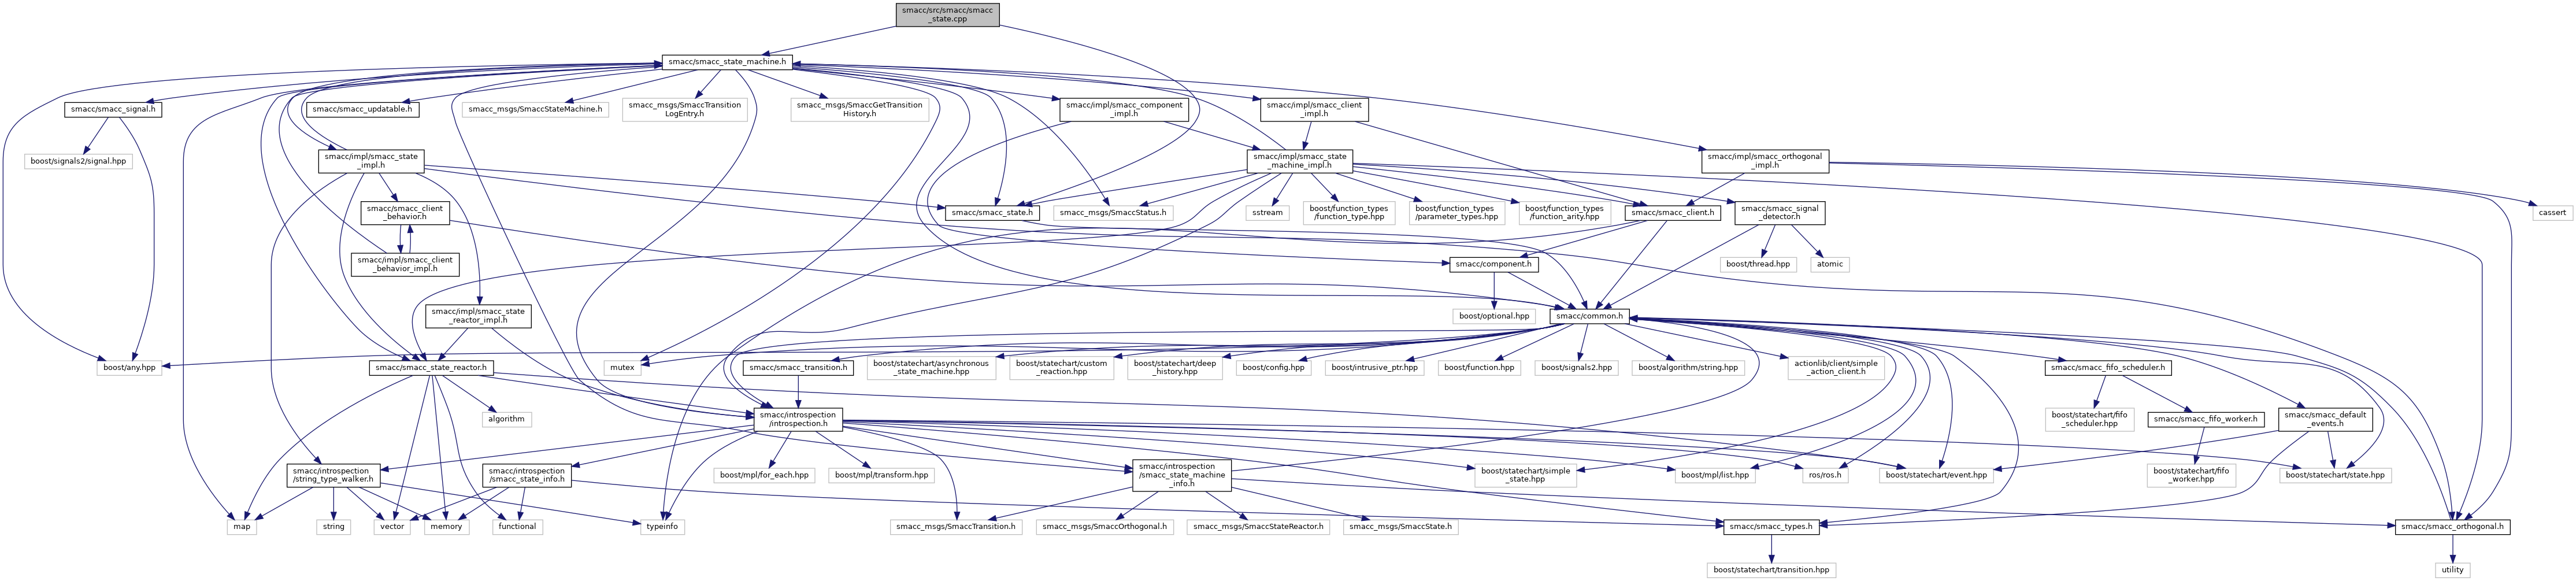 smacc/src/smacc/smacc
_state.cpp
smacc/smacc_state_machine.h
smacc/smacc_signal.h
smacc/smacc_updatable.h
smacc_msgs/SmaccStateMachine.h
smacc_msgs/SmaccTransition
LogEntry.h
smacc_msgs/SmaccGetTransition
History.h
smacc/impl/smacc_component
_impl.h
smacc/impl/smacc_client
_impl.h
boost/signals2/signal.hpp
smacc/impl/smacc_state
_impl.h
smacc/impl/smacc_state
_machine_impl.h
smacc/impl/smacc_orthogonal
_impl.h
smacc/smacc_client
_behavior.h
smacc/smacc_state.h
smacc_msgs/SmaccStatus.h
sstream
boost/function_types
/function_type.hpp
boost/function_types
/parameter_types.hpp
boost/function_types
/function_arity.hpp
smacc/smacc_client.h
smacc/smacc_signal
_detector.h
cassert
smacc/impl/smacc_client
_behavior_impl.h
smacc/component.h
boost/thread.hpp
atomic
smacc/impl/smacc_state
_reactor_impl.h
boost/optional.hpp
smacc/common.h
boost/any.hpp
smacc/smacc_state_reactor.h
mutex
smacc/smacc_transition.h
boost/statechart/asynchronous
_state_machine.hpp
boost/statechart/custom
_reaction.hpp
boost/statechart/deep
_history.hpp
boost/config.hpp
boost/intrusive_ptr.hpp
boost/function.hpp
boost/signals2.hpp
boost/algorithm/string.hpp
actionlib/client/simple
_action_client.h
smacc/smacc_fifo_scheduler.h
algorithm
smacc/introspection
/introspection.h
boost/statechart/fifo
_scheduler.hpp
smacc/smacc_fifo_worker.h
smacc/smacc_default
_events.h
smacc/introspection
/string_type_walker.h
smacc/introspection
/smacc_state_info.h
boost/mpl/for_each.hpp
boost/mpl/transform.hpp
smacc/introspection
/smacc_state_machine
_info.h
boost/statechart/simple
_state.hpp
boost/mpl/list.hpp
ros/ros.h
boost/statechart/event.hpp
boost/statechart/fifo
_worker.hpp
boost/statechart/state.hpp
map
string
vector
memory
functional
typeinfo
smacc_msgs/SmaccTransition.h
smacc_msgs/SmaccOrthogonal.h
smacc_msgs/SmaccStateReactor.h
smacc_msgs/SmaccState.h
smacc/smacc_types.h
smacc/smacc_orthogonal.h
boost/statechart/transition.hpp
utility